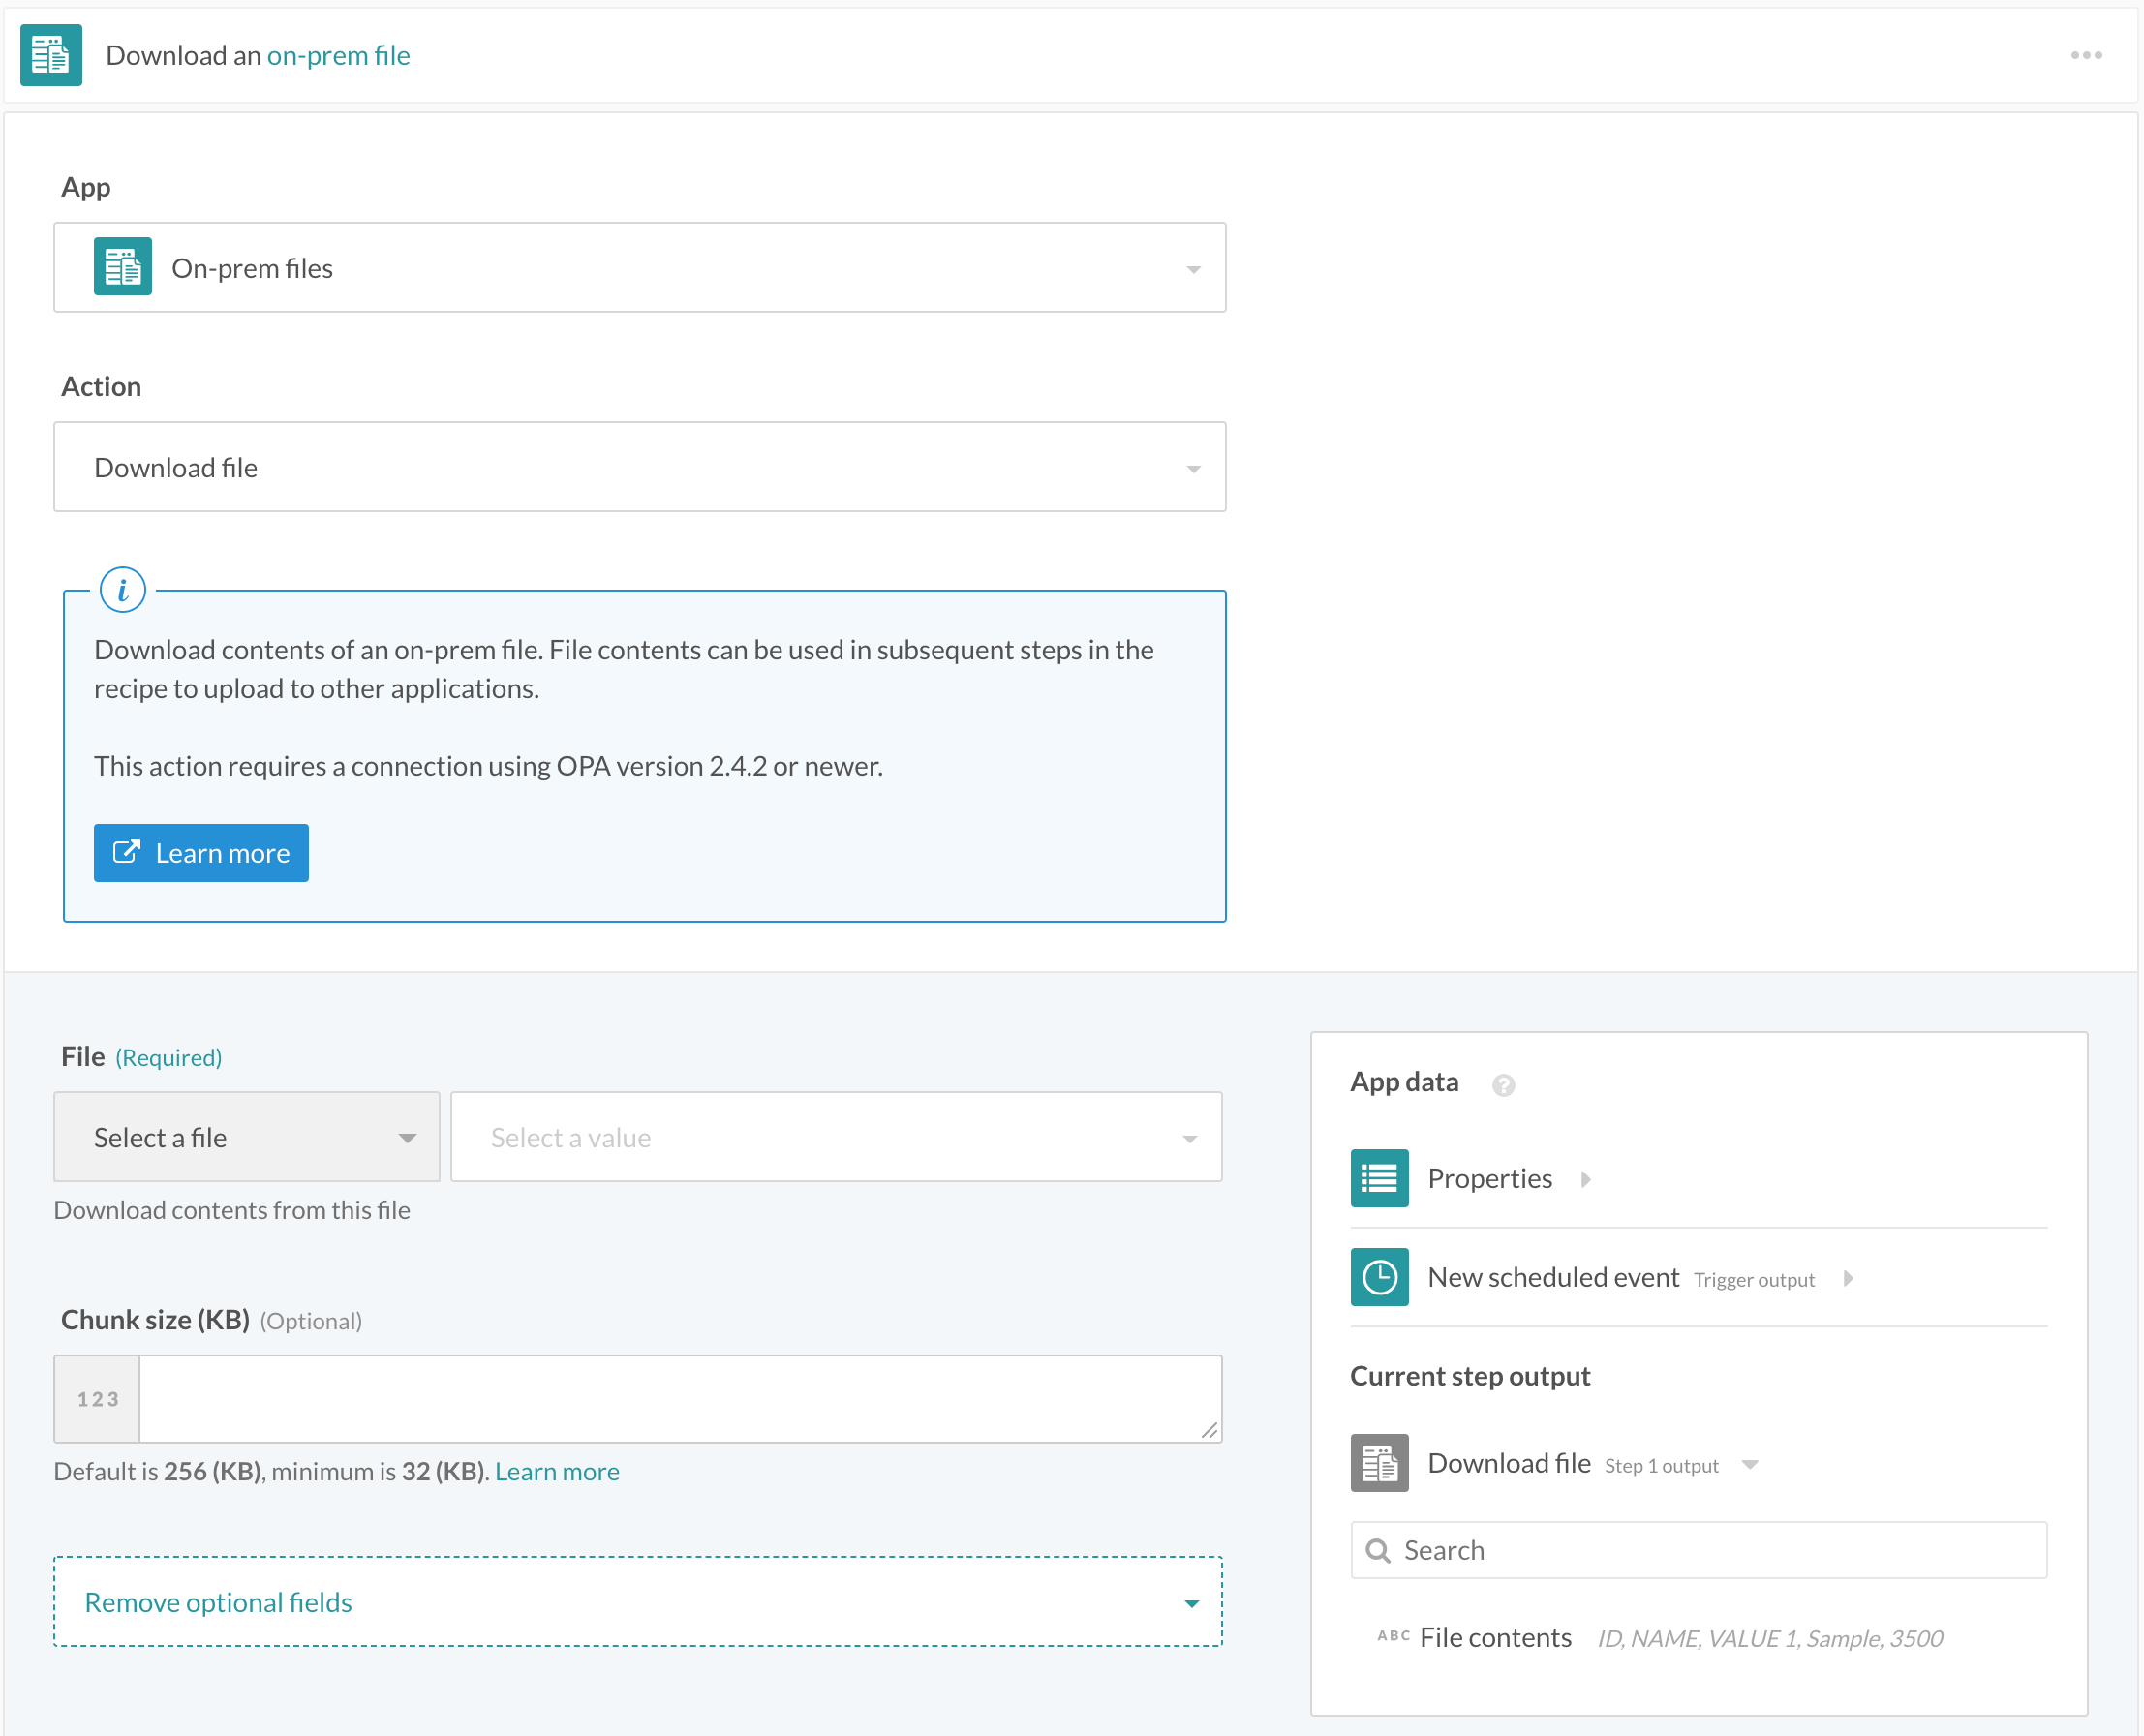 Download an on-prem file
App
On-prem files
Action
Download file
i
Download contents of an on-prem file. File contents can be used in subsequent steps in the
recipe to upload to other applications.
This action requires a connection using OPA version 2.4.2 or newer.
Learn more
File (Required)
Select a file
Select a value
Download contents from this file
Chunk size (KB) (Optional)
123
Default is 256 (KB), minimum is 32 (KB). Learn more
Remove optional fields
App data ?
Properties
New scheduled event Trigger output
Current step output
Download file Step 1 output
Search
ABC File contents ID, NAME, VALUE 1, Sample, 3500